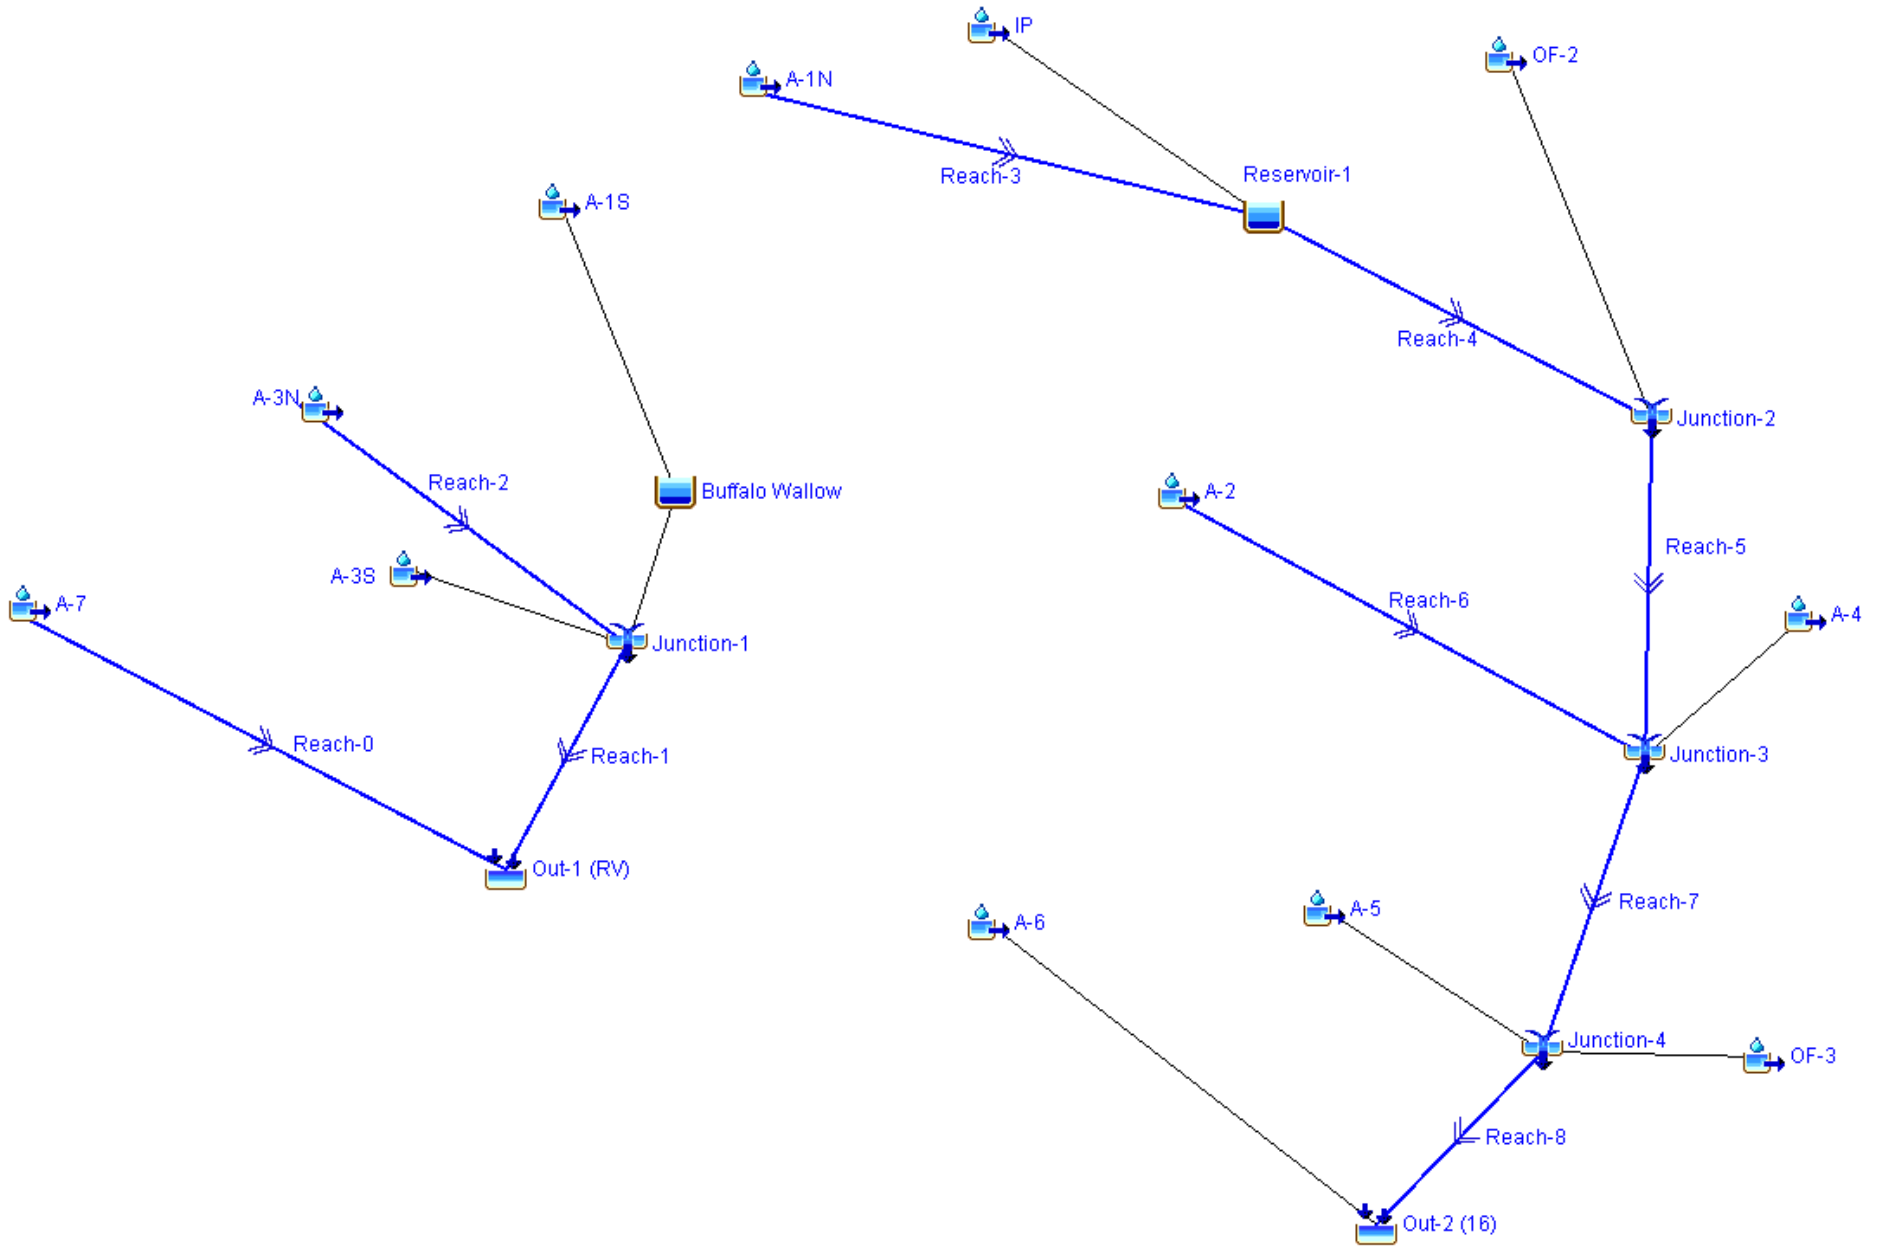 IP
OF-2
A-1N
Reach-3
Reservoir-1
A-1S
Reach-4
A-3N
Junction-2
Reach-2
Buffalo Wallow
A-2
Reach-5
A-3S
A-7
Reach-6
A-4
Junction-1
Reach-0
Reach-1
Junction-3
Out-1 (RV)
Reach-7
A-6
A-5
Junction-4
OF-3
Reach-8
Out-2 (16)